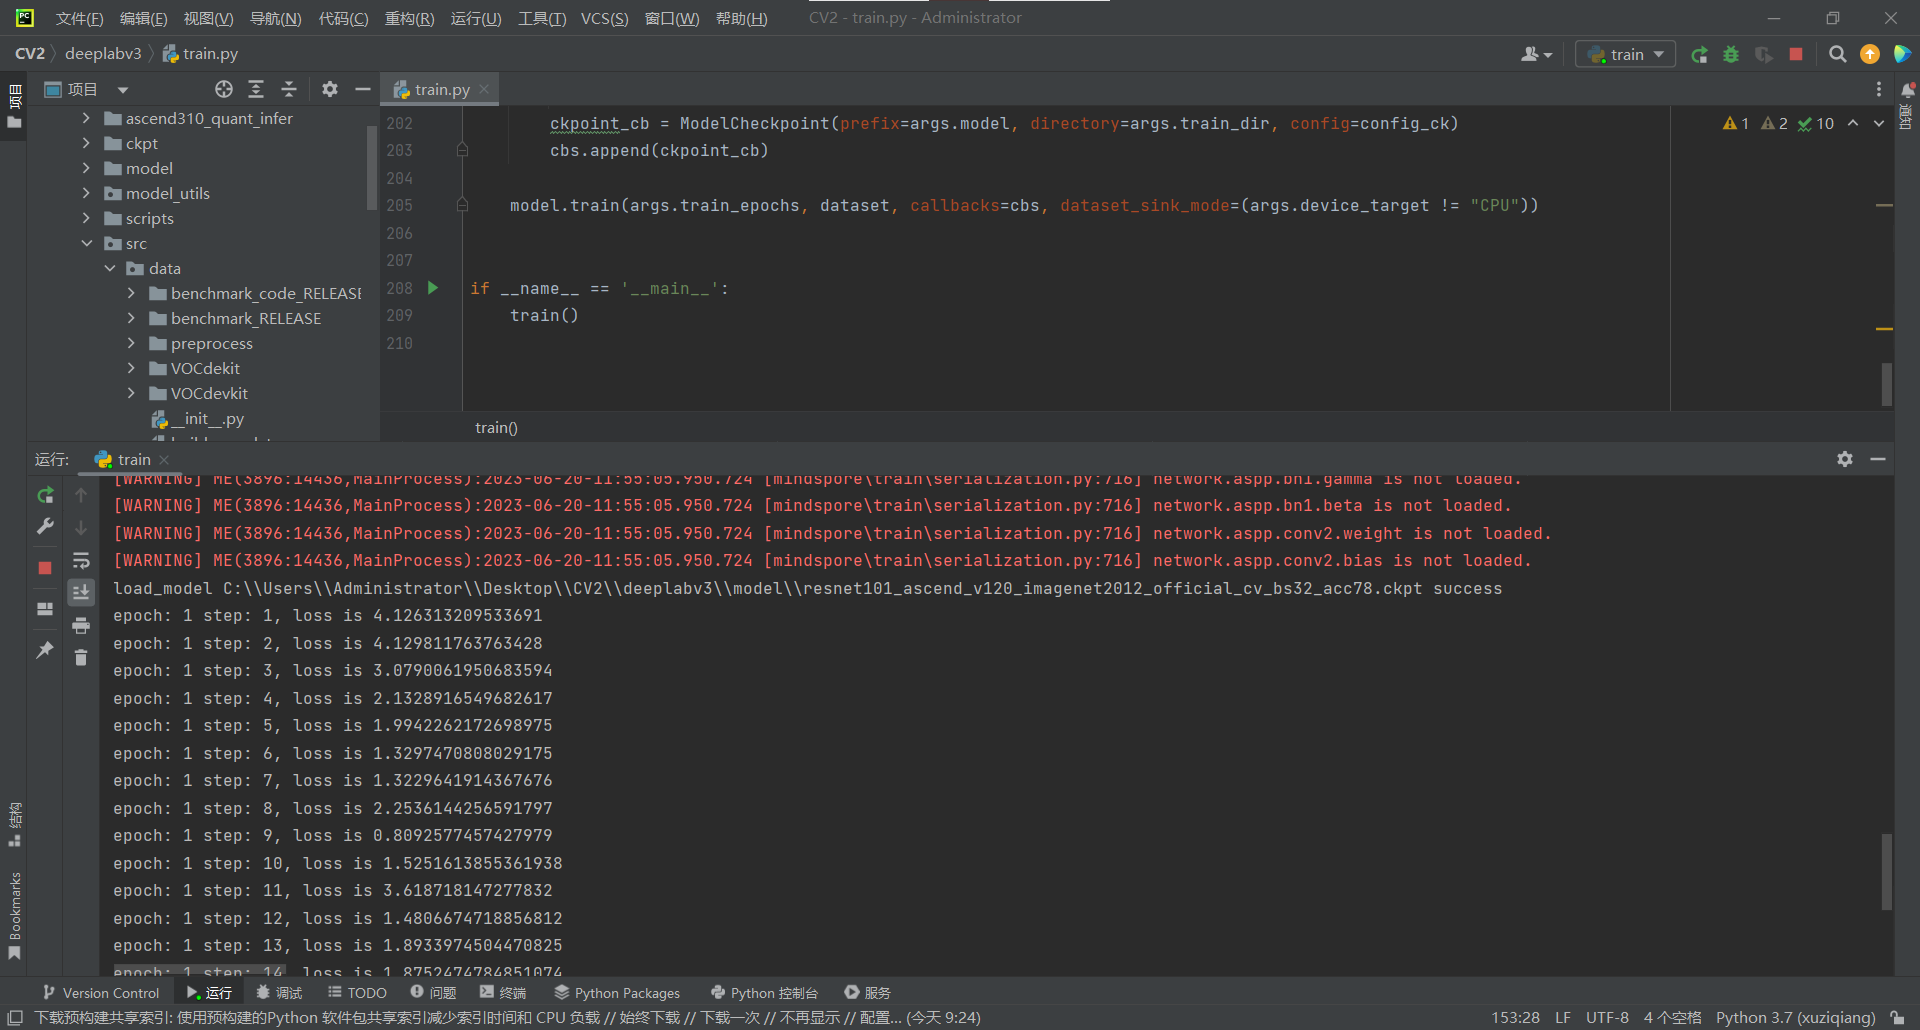 PC 文件(F) 编辑(E) 视图(V) 导航(N) 代码(C) 重构(R) 运行(U) 工具(T) VCS(S) 窗口(W) 帮助(H) CV2 - train.py - Administrator
CV2 deeplabv3 train.py train
项目
项目
train.py
通知
ascend310_quant_infer
ckpt
model
model_utils
scripts
src
data
benchmark_code_RELEASE
benchmark_RELEASE
preprocess
VOCdekit
VOCdevkit
__init__.py
202 ckpoint_cb = ModelCheckpoint(prefix=args.model, directory=args.train_dir, config=config_ck)
1 2 10
203 cbs.append(ckpoint_cb)
204
205 model.train(args.train_epochs, dataset, callbacks=cbs, dataset_sink_mode=(args.device_target != "CPU"))
206
207
208 if __name__ == '__main__':
209 train()
210
train()
运行: train
[WARNING] ME(3896:14436,MainProcess):2023-06-20-11:55:05.950.724 [mindspore\train\serialization.py:716] network.aspp.bn1.gamma is not loaded.
[WARNING] ME(3896:14436,MainProcess):2023-06-20-11:55:05.950.724 [mindspore\train\serialization.py:716] network.aspp.bn1.beta is not loaded.
[WARNING] ME(3896:14436,MainProcess):2023-06-20-11:55:05.950.724 [mindspore\train\serialization.py:716] network.aspp.conv2.weight is not loaded.
[WARNING] ME(3896:14436,MainProcess):2023-06-20-11:55:05.950.724 [mindspore\train\serialization.py:716] network.aspp.conv2.bias is not loaded.
load_model C:\\Users\\Administrator\\Desktop\\CV2\\deeplabv3\\model\\resnet101_ascend_v120_imagenet2012_official_cv_bs32_acc78.ckpt success
epoch: 1 step: 1, loss is 4.126313209533691
epoch: 1 step: 2, loss is 4.129811763763428
epoch: 1 step: 3, loss is 3.0790061950683594
epoch: 1 step: 4, loss is 2.1328916549682617
epoch: 1 step: 5, loss is 1.9942262172698975
epoch: 1 step: 6, loss is 1.3297470808029175
epoch: 1 step: 7, loss is 1.3229641914367676
epoch: 1 step: 8, loss is 2.2536144256591797
epoch: 1 step: 9, loss is 0.8092577457427979
epoch: 1 step: 10, loss is 1.5251613855361938
epoch: 1 step: 11, loss is 3.618718147277832
epoch: 1 step: 12, loss is 1.4806674718856812
epoch: 1 step: 13, loss is 1.8933974504470825
epoch: 1 step: 14, loss is 1.8752474784851074
结构
Bookmarks
Version Control 运行 调试 TODO 问题 终端 Python Packages Python 控制台 服务
下载预构建共享索引: 使用预构建的Python 软件包共享索引减少索引时间和 CPU 负载 // 始终下载 // 下载一次 // 不再显示 // 配置... (今天 9:24) 153:28 LF UTF-8 4 个空格 Python 3.7 (xuziqiang)